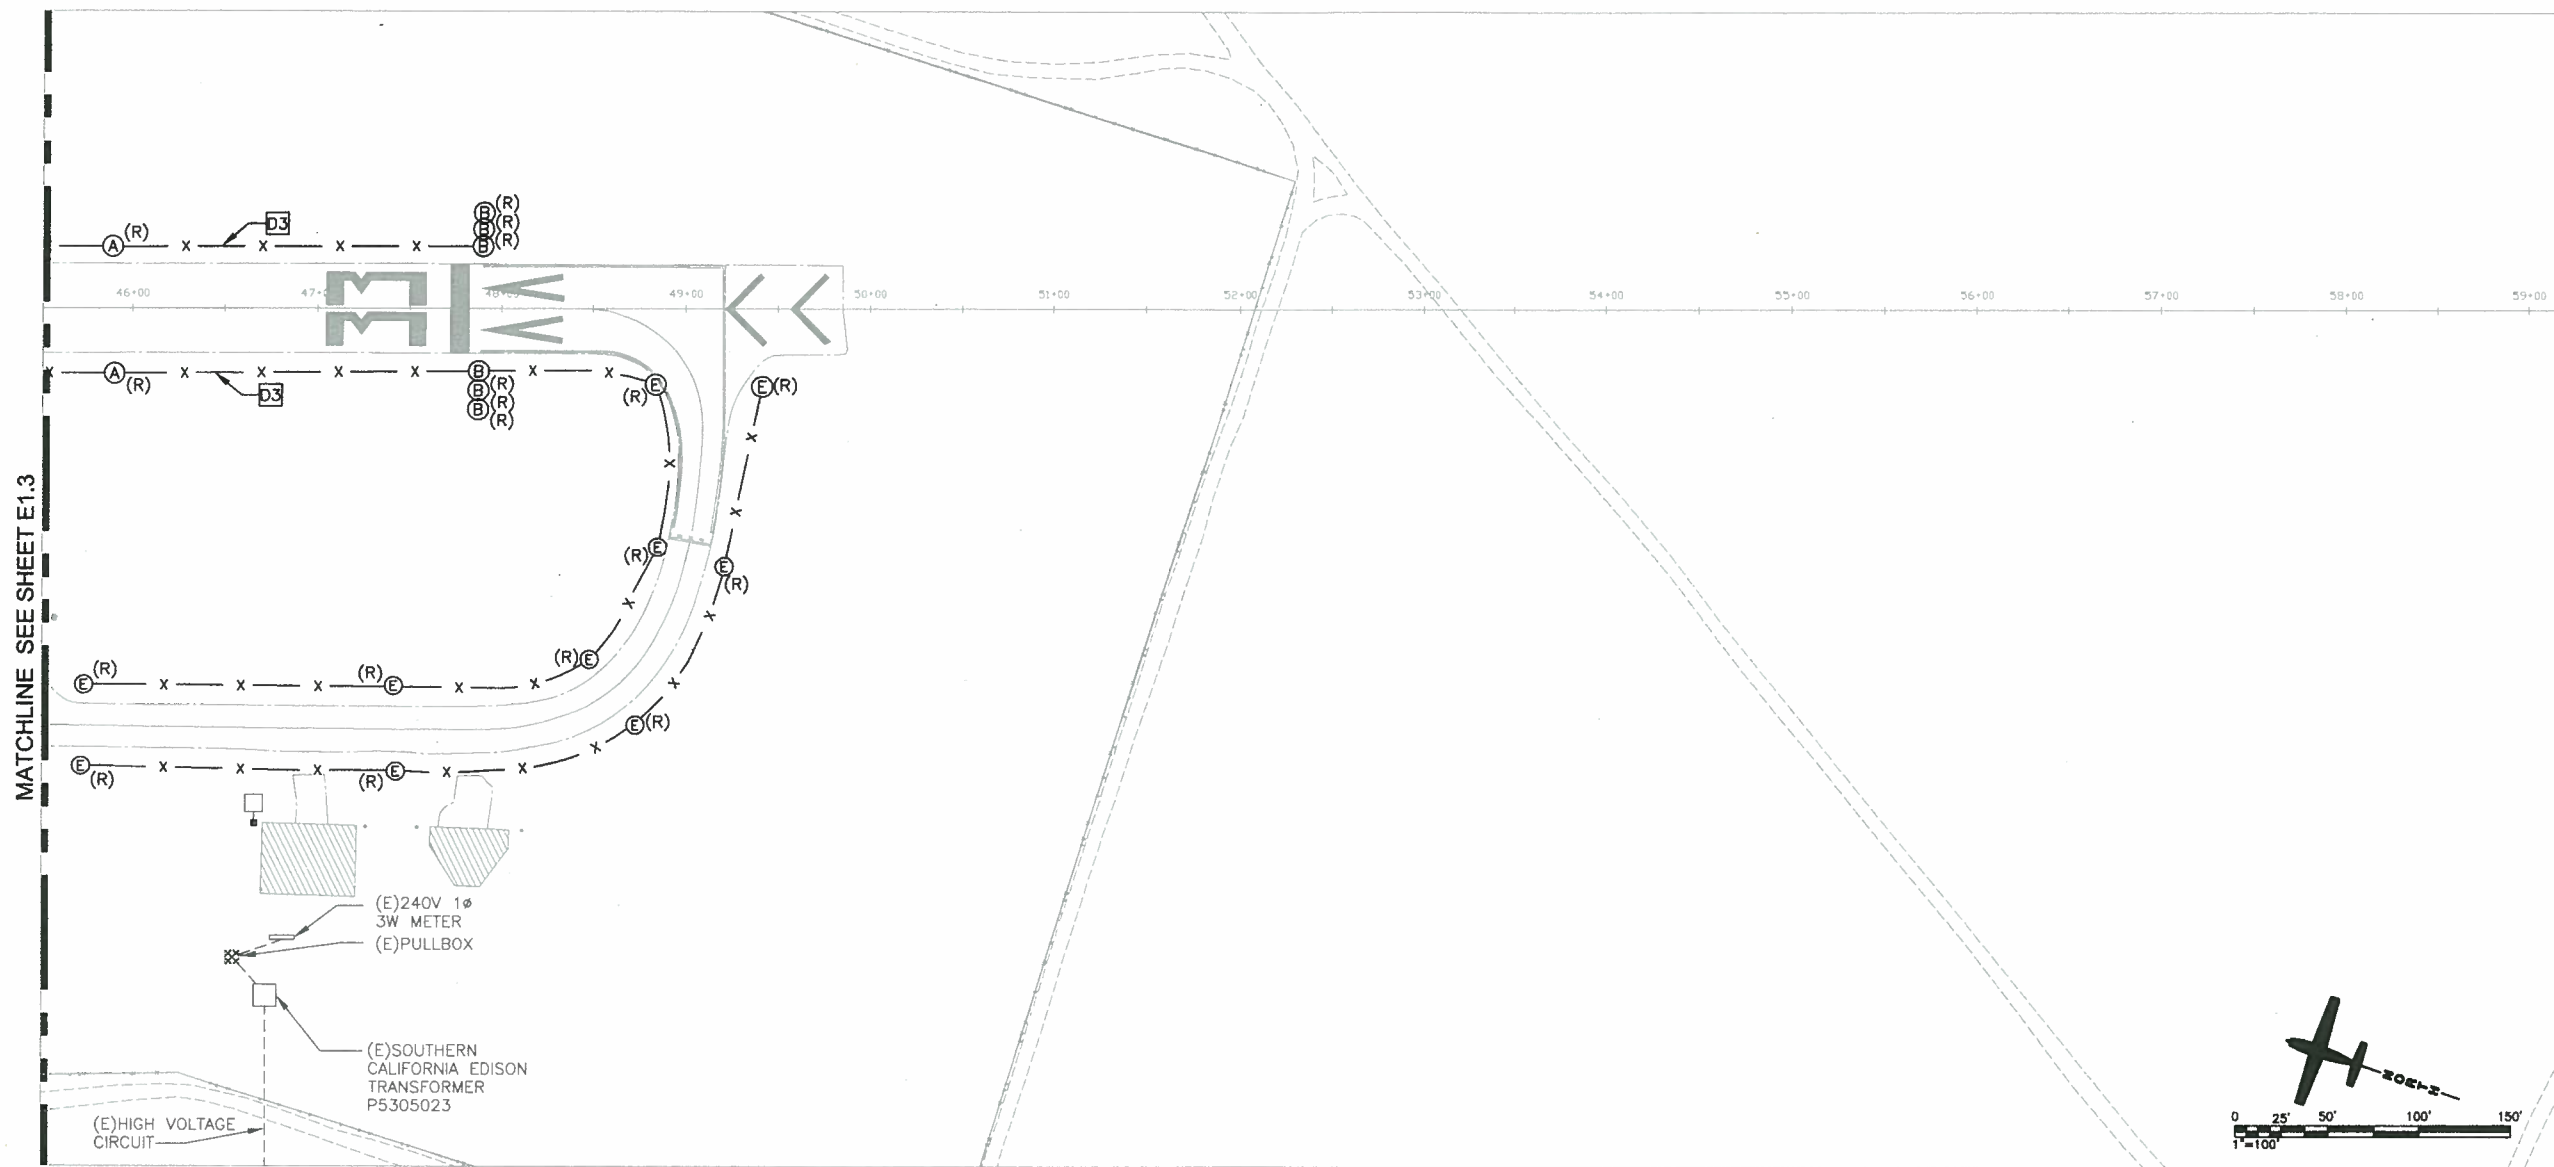 MATCHLINE SEE SHEET E1.3
D3
B (R)
B (R)
B (R)
A (R)
46+00
49+00
50+00
51+00
52+00
53+00
54+00
55+00
56+00
57+00
58+00
59+00
A (R)
D3
B (R)
B (R)
B (R)
(R) E
E (R)
(R) E
E (R)
(R) E
E (R)
(R) E
E (R)
E (R)
(R) E
(E)240V 1ø
3W METER
(E)PULLBOX
(E)SOUTHERN
CALIFORNIA EDISON
TRANSFORMER
P5305023
(E)HIGH VOLTAGE
CIRCUIT
NORTH
0 25' 50' 100' 150'
1"=100'